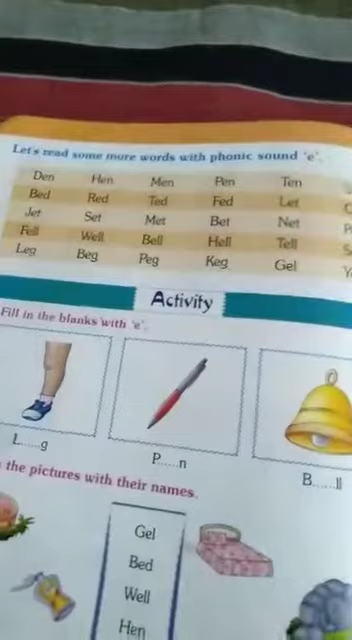 Let's read some more words with phonic sound 'e'.
Den Hen Men Pen Ten
Bed Red Ted Fed Let
Jet Set Met Bet Net
Fell Well Bell Hell Tell
Leg Beg Peg Keg Gel
Activity
Fill in the blanks with 'e'.
L.....g P.....n B.....ll
the pictures with their names.
Gel
Bed
Well
Hen